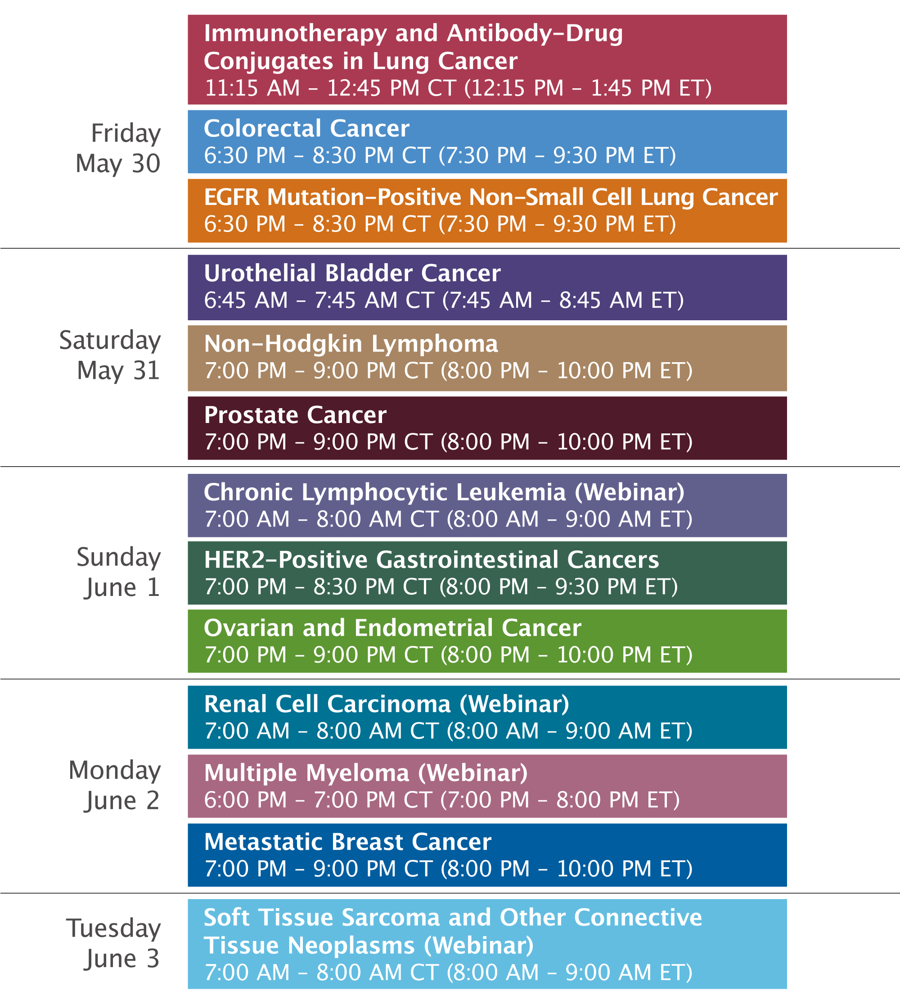 Friday
May 30
Immunotherapy and Antibody–Drug
Conjugates in Lung Cancer
11:15 AM – 12:45 PM CT (12:15 PM – 1:45 PM ET)
Colorectal Cancer
6:30 PM – 8:30 PM CT (7:30 PM – 9:30 PM ET)
EGFR Mutation–Positive Non–Small Cell Lung Cancer
6:30 PM – 8:30 PM CT (7:30 PM – 9:30 PM ET)
Saturday
May 31
Urothelial Bladder Cancer
6:45 AM – 7:45 AM CT (7:45 AM – 8:45 AM ET)
Non–Hodgkin Lymphoma
7:00 PM – 9:00 PM CT (8:00 PM – 10:00 PM ET)
Prostate Cancer
7:00 PM – 9:00 PM CT (8:00 PM – 10:00 PM ET)
Sunday
June 1
Chronic Lymphocytic Leukemia (Webinar)
7:00 AM – 8:00 AM CT (8:00 AM – 9:00 AM ET)
HER2–Positive Gastrointestinal Cancers
7:00 PM – 8:30 PM CT (8:00 PM – 9:30 PM ET)
Ovarian and Endometrial Cancer
7:00 PM – 9:00 PM CT (8:00 PM – 10:00 PM ET)
Monday
June 2
Renal Cell Carcinoma (Webinar)
7:00 AM – 8:00 AM CT (8:00 AM – 9:00 AM ET)
Multiple Myeloma (Webinar)
6:00 PM – 7:00 PM CT (7:00 PM – 8:00 PM ET)
Metastatic Breast Cancer
7:00 PM – 9:00 PM CT (8:00 PM – 10:00 PM ET)
Tuesday
June 3
Soft Tissue Sarcoma and Other Connective
Tissue Neoplasms (Webinar)
7:00 AM – 8:00 AM CT (8:00 AM – 9:00 AM ET)